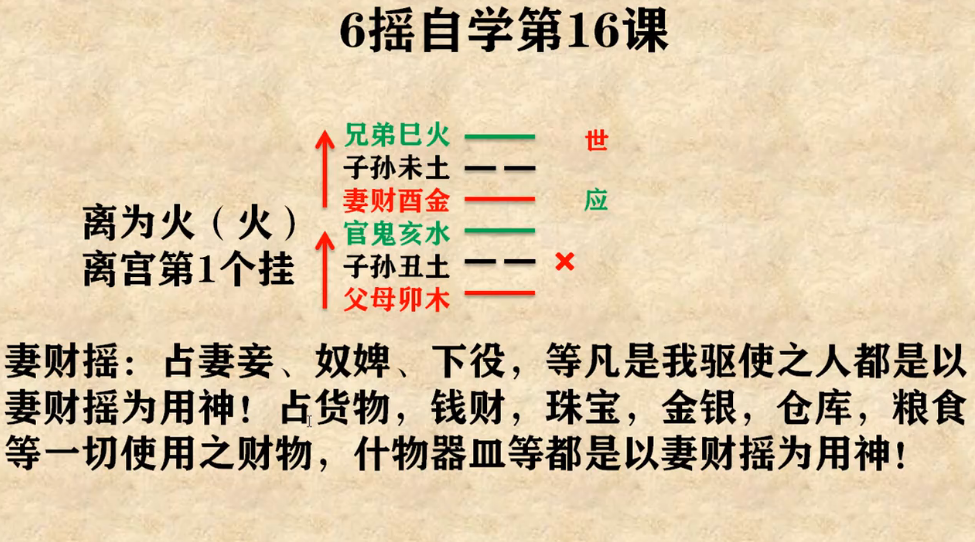 6摇自学第16课
兄弟巳火 世
子孙未土
妻财酉金 应
官鬼亥水
子孙丑土 ×
父母卯木
离为火（火）
离宫第1个挂
妻财摇：占妻妾、奴婢、下役，等凡是我驱使之人都是以
妻财摇为用神！占货物，钱财，珠宝，金银，仓库，粮食
等一切使用之财物，什物器皿等都是以妻财摇为用神！